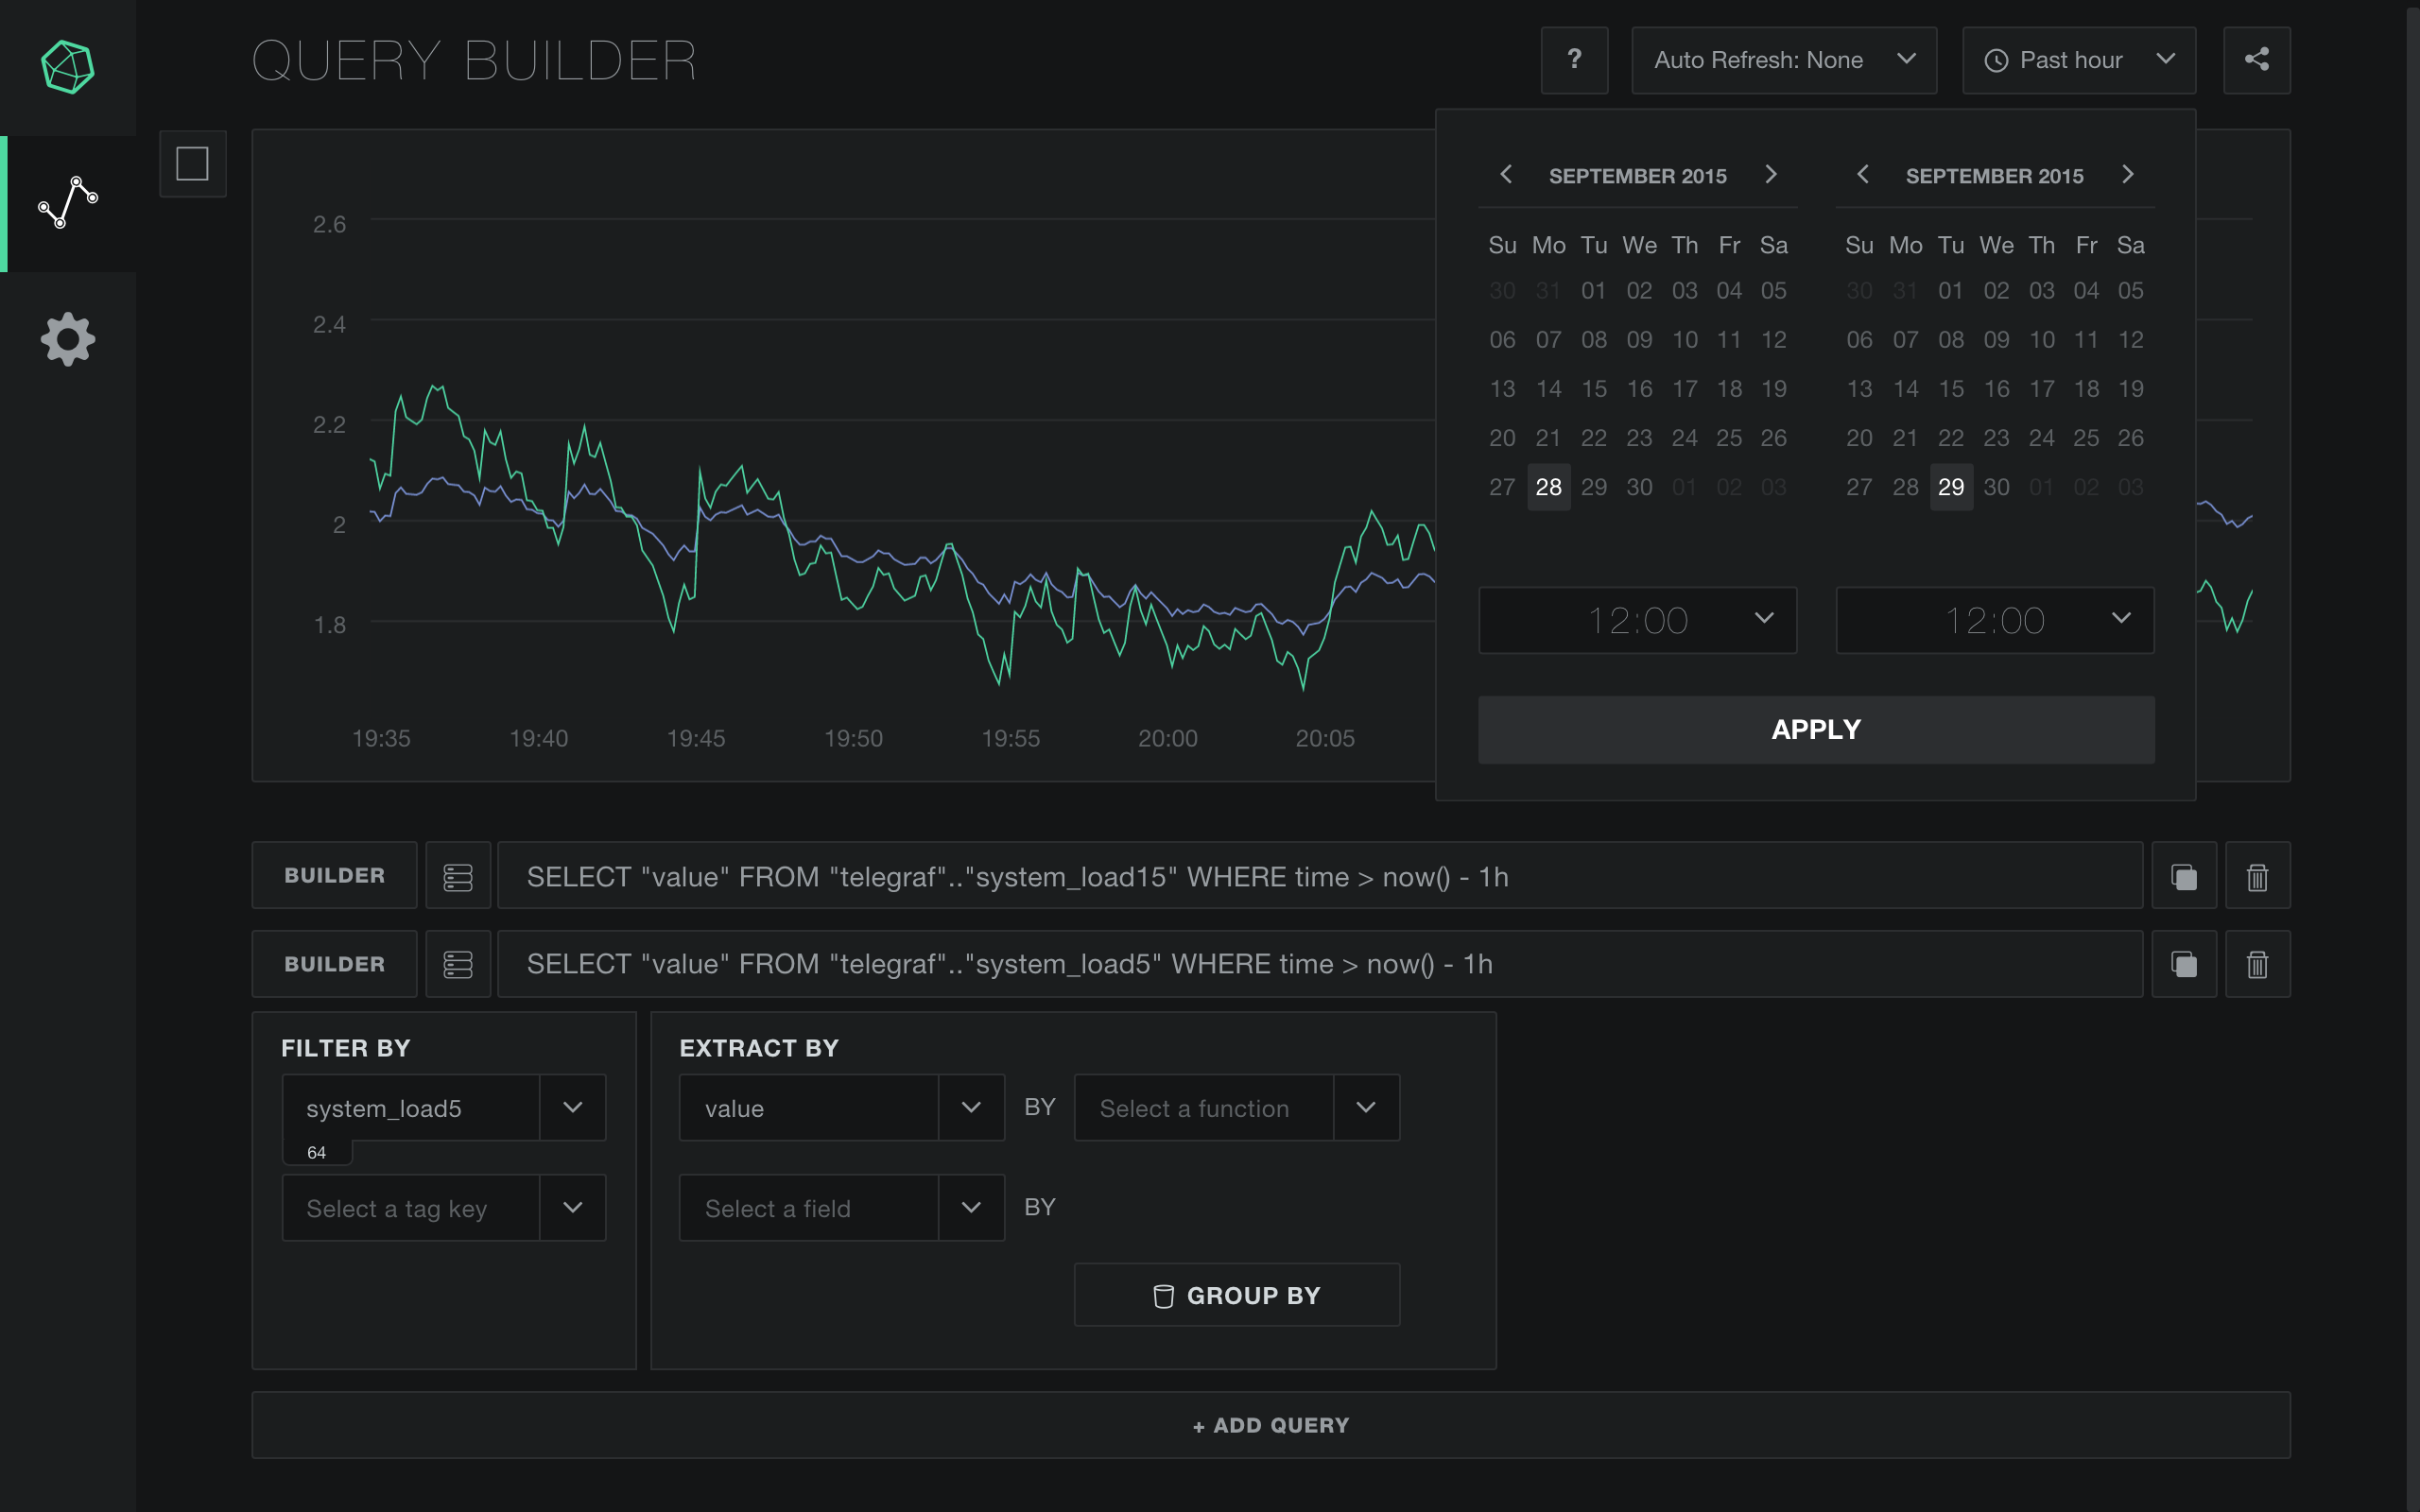 QUERY BUILDER
?
Auto Refresh: None
Past hour
2.6
2.4
2.2
2
1.8
19:35 19:40 19:45 19:50 19:55 20:00 20:05
SEPTEMBER 2015
Su Mo Tu We Th Fr Sa
30 31 01 02 03 04 05
06 07 08 09 10 11 12
13 14 15 16 17 18 19
20 21 22 23 24 25 26
27 28 29 30 01 02 03
12:00
SEPTEMBER 2015
Su Mo Tu We Th Fr Sa
30 31 01 02 03 04 05
06 07 08 09 10 11 12
13 14 15 16 17 18 19
20 21 22 23 24 25 26
27 28 29 30 01 02 03
12:00
APPLY
BUILDER
SELECT "value" FROM "telegraf".."system_load15" WHERE time > now() - 1h
BUILDER
SELECT "value" FROM "telegraf".."system_load5" WHERE time > now() - 1h
FILTER BY
system_load5
64
Select a tag key
EXTRACT BY
value BY Select a function
Select a field BY
GROUP BY
+ ADD QUERY